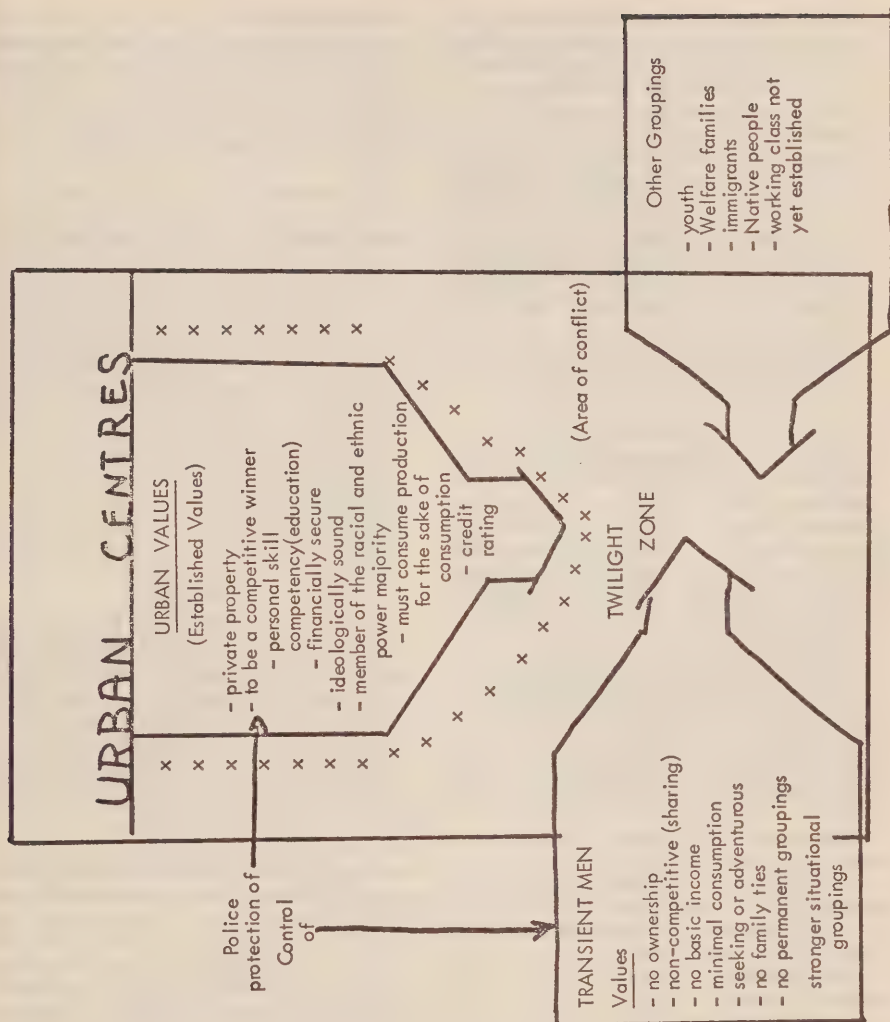 URBAN CENTRES
URBAN VALUES
(Established Values)
- private property
- to be a competitive winner
- personal skill
competency(education)
- financially secure
- ideologically sound
- member of the racial and ethnic
power majority
- must consume production
for the sake of
consumption
- credit
rating
Police
protection of
Control
of
(Area of conflict)
TWILIGHT
ZONE
TRANSIENT MEN
Values
- no ownership
- non-competitive (sharing)
- no basic income
- minimal consumption
- seeking or adventurous
- no family ties
- no permanent groupings
stronger situational
groupings
Other Groupings
- youth
- Welfare families
- immigrants
- Native people
- working class not
yet established